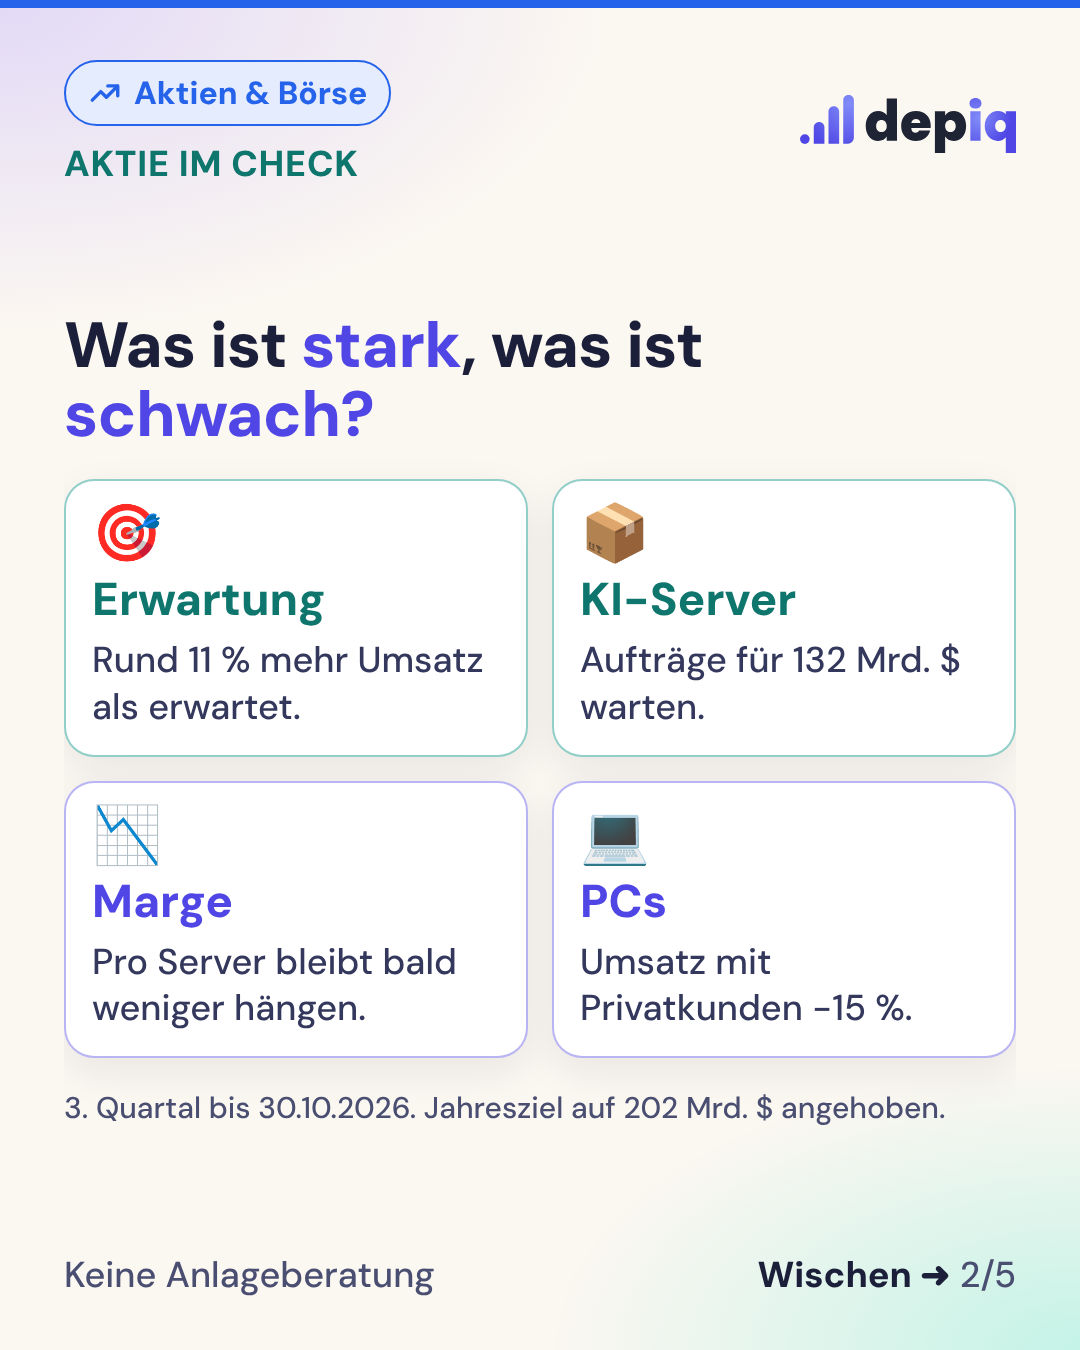 Aktien & Börse
depiq
AKTIE IM CHECK
Was ist stark, was ist
schwach?
Erwartung
Rund 11 % mehr Umsatz
als erwartet.
KI-Server
Aufträge für 132 Mrd. $
warten.
Marge
Pro Server bleibt bald
weniger hängen.
PCs
Umsatz mit
Privatkunden -15 %.
3. Quartal bis 30.10.2026. Jahresziel auf 202 Mrd. $ angehoben.
Keine Anlageberatung
Wischen ➜ 2/5